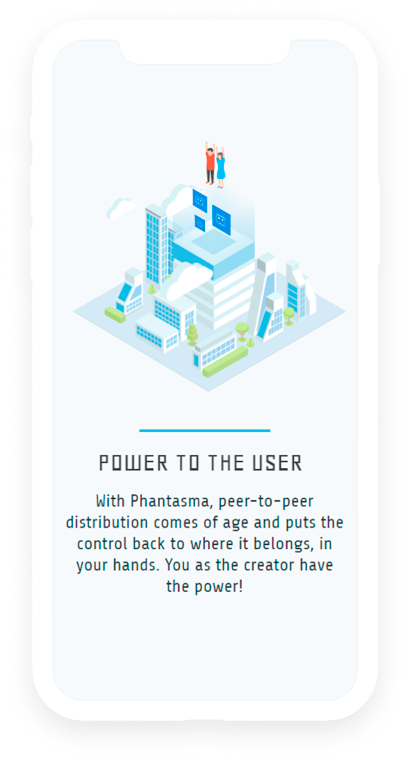 POWER TO THE USER
With Phantasma, peer-to-peer
distribution comes of age and puts the
control back to where it belongs, in
your hands. You as the creator have
the power!